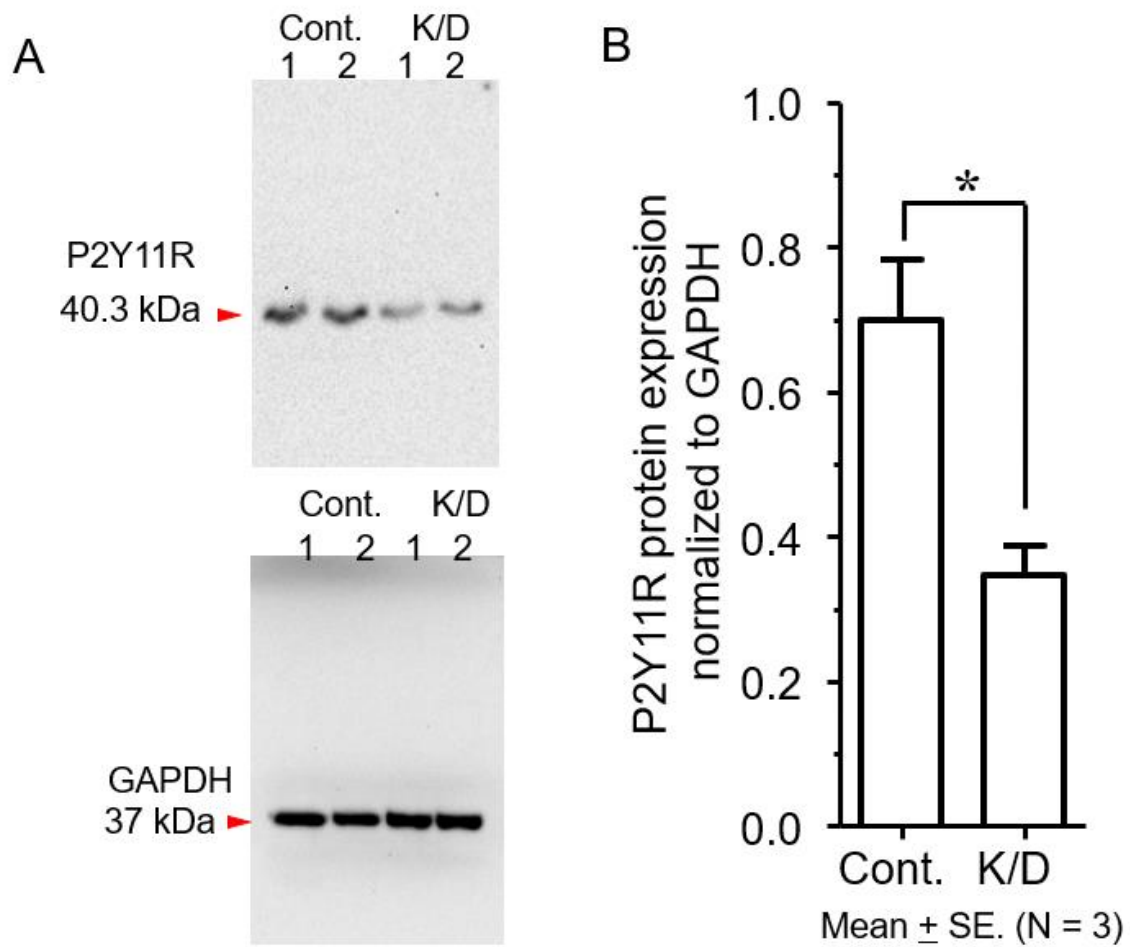 A
Cont. K/D
1 2 1 2
P2Y11R
40.3 kDa
Cont. K/D
1 2 1 2
GAPDH
37 kDa
B
P2Y11R protein expression
normalized to GAPDH
1.0
0.8
0.6
0.4
0.2
0.0
*
Cont. K/D
Mean ± SE. (N = 3)